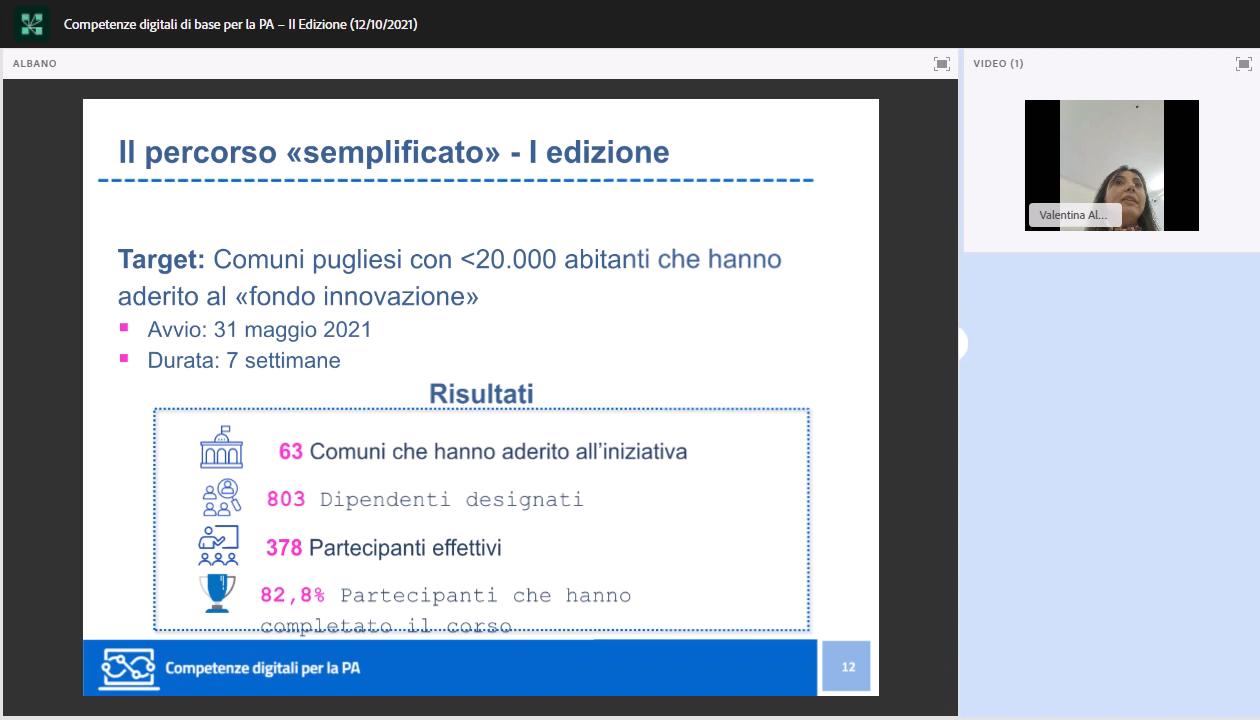 Competenze digitali di base per la PA – II Edizione (12/10/2021)
ALBANO
VIDEO (1)
Il percorso «semplificato» - I edizione
Target: Comuni pugliesi con <20.000 abitanti che hanno
aderito al «fondo innovazione»
Avvio: 31 maggio 2021
Durata: 7 settimane
Risultati
63 Comuni che hanno aderito all'iniziativa
803 Dipendenti designati
378 Partecipanti effettivi
82,8% Partecipanti che hanno
completato il corso
Competenze digitali per la PA
12
Valentina Al...